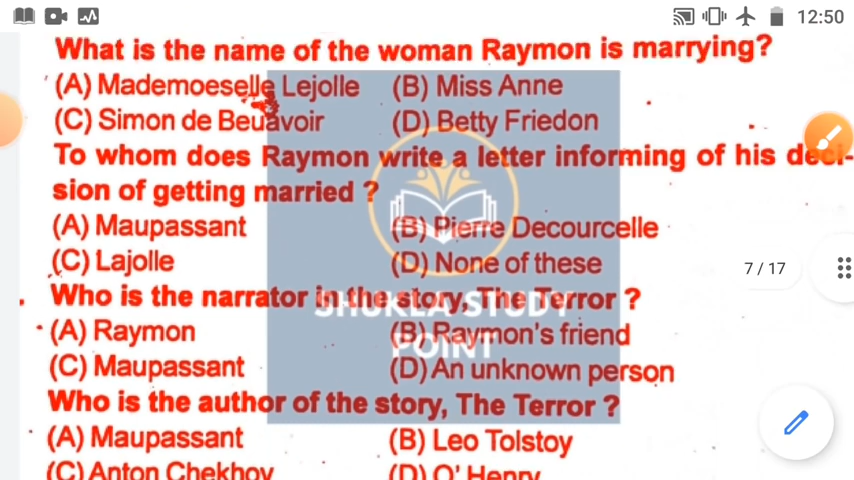 12:50
What is the name of the woman Raymon is marrying?
(A) Mademoeselle Lejolle (B) Miss Anne
(C) Simon de Beuavoir (D) Betty Friedon
To whom does Raymon write a letter informing of his deci-
sion of getting married ?
(A) Maupassant (B) Pierre Decourcelle
(C) Lajolle (D) None of these
7 / 17
. Who is the narrator in the story, The Terror ?
(A) Raymon (B) Raymon's friend
(C) Maupassant (D) An unknown person
Who is the author of the story, The Terror ?
(A) Maupassant (B) Leo Tolstoy
(C) Anton Chekhov (D) O' Henry
SHUKLA STUDY
POINT